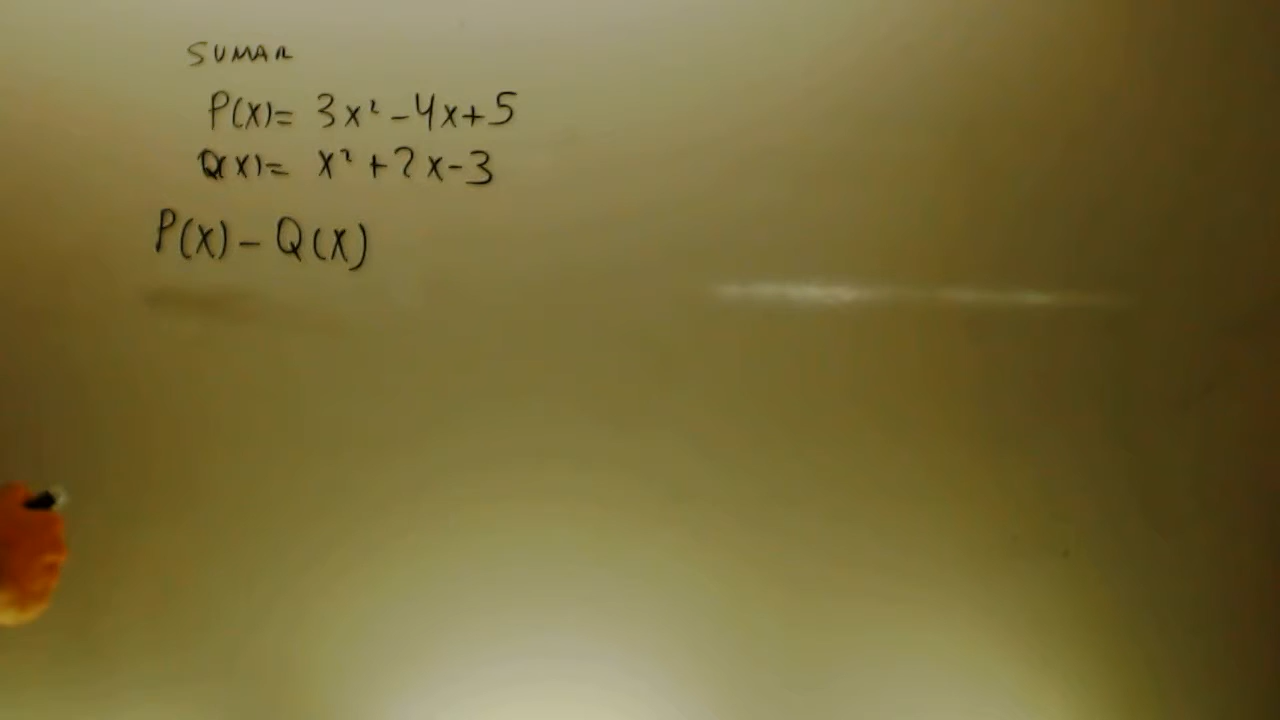 SUMAR
P(X)= 3x² -4x+5
Q(X)= x² +2x-3
P(X) - Q(X)